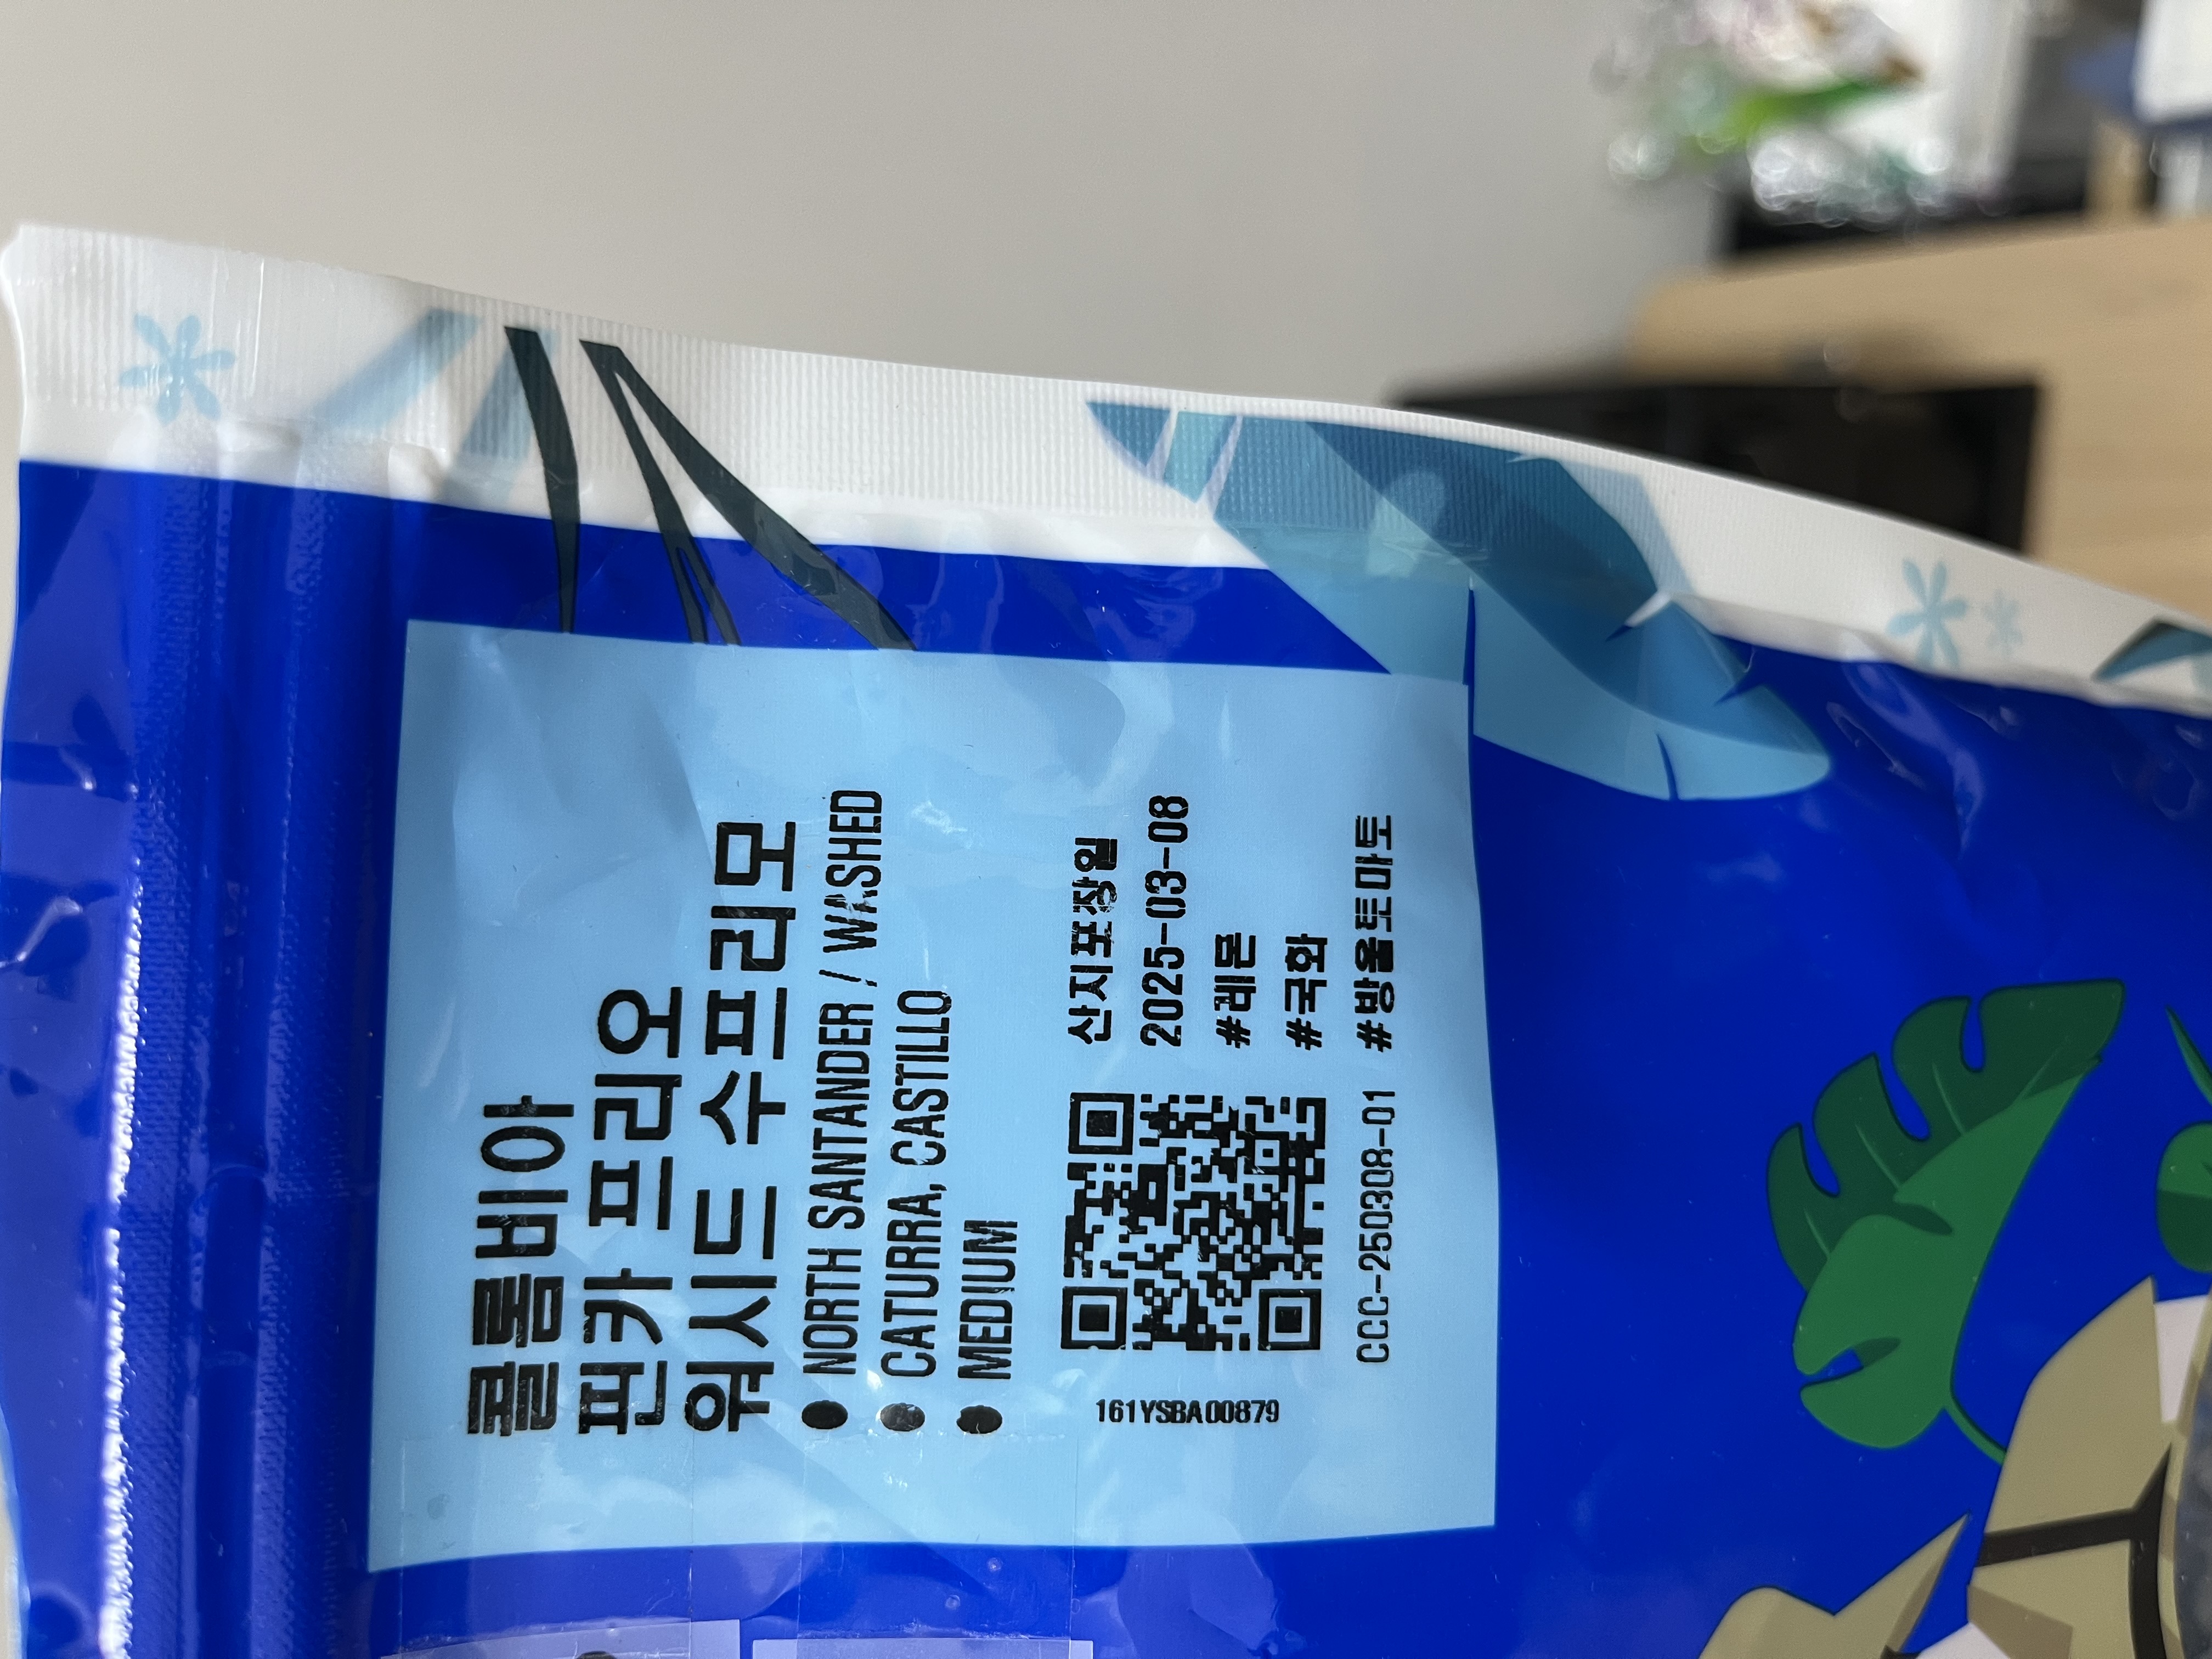 콜롬비아
핀카 프리오
워시드 수프리모
● NORTH SANTANDER / WASHED
● CATURRA, CASTILLO
● MEDIUM
161YSBA00879
CCC-250308-01
산지포장일
2025-03-08
#레몬
#국화
#방울토마토